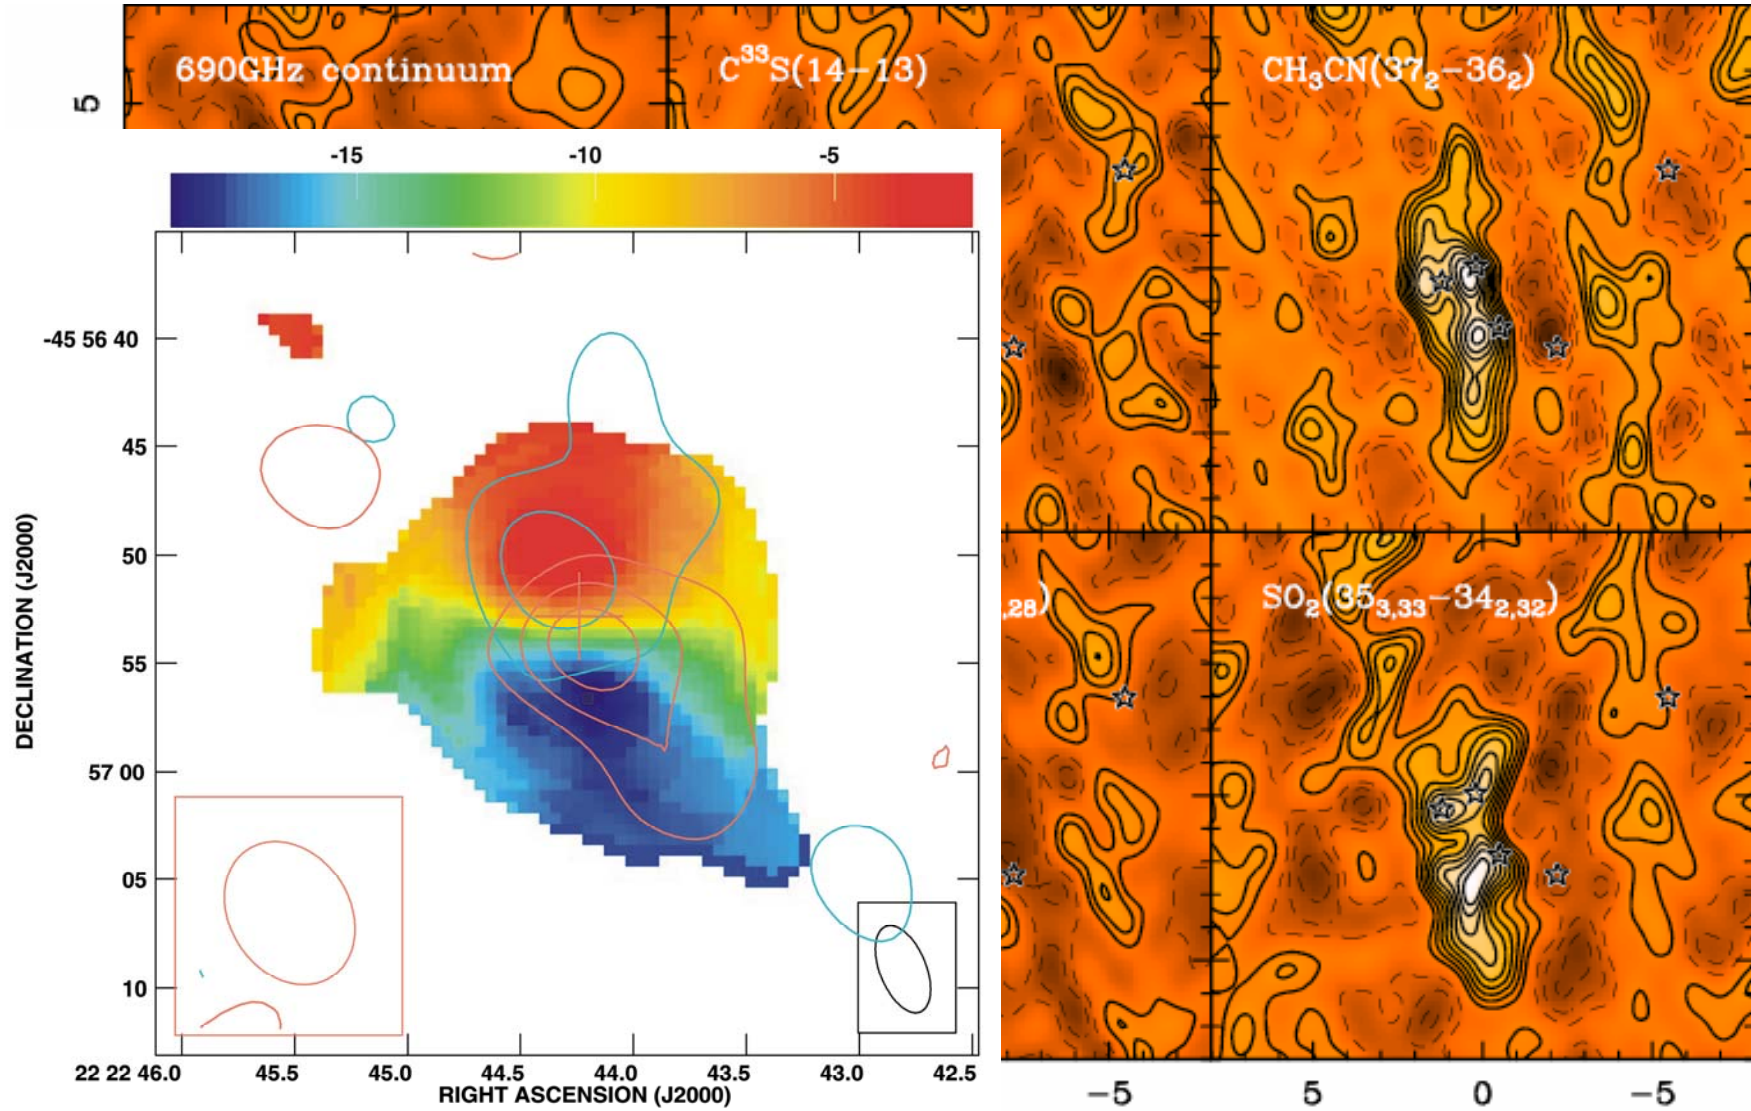 690GHz continuum
C³³S(14−13)
CH₃CN(37₂−36₂)
5
-15 -10 -5
-45 56 40
45
50
55
57 00
05
10
DECLINATION (J2000)
22 22 46.0 45.5 45.0 44.5 44.0 43.5 43.0 42.5
RIGHT ASCENSION (J2000)
,28)
SO₂(35₃,₃₃−34₂,₃₂)
−5 5 0 −5